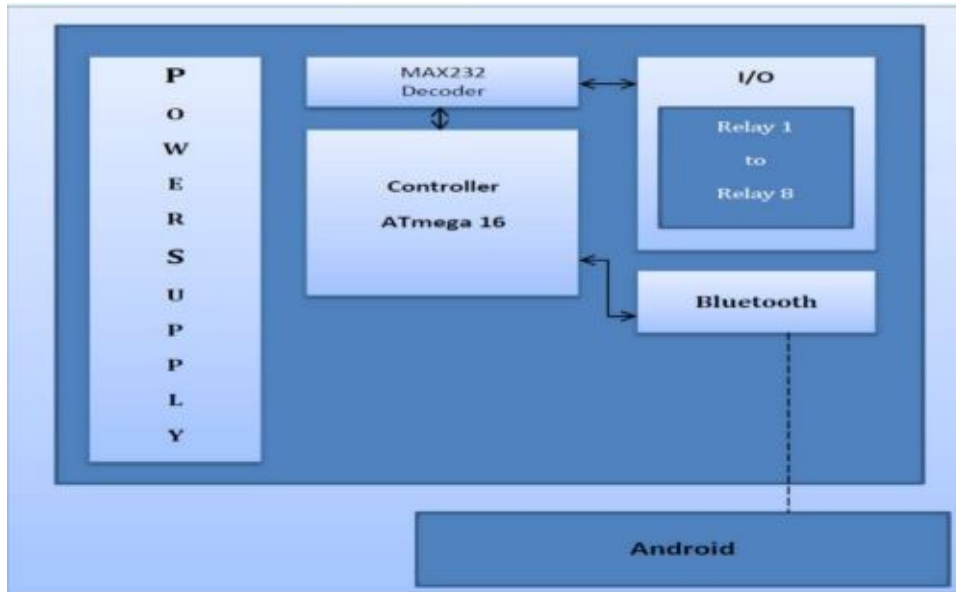 P
O
W
E
R
S
U
P
P
L
Y
MAX232
Decoder
Controller
ATmega 16
I/O
Relay 1
to
Relay 8
Bluetooth
Android